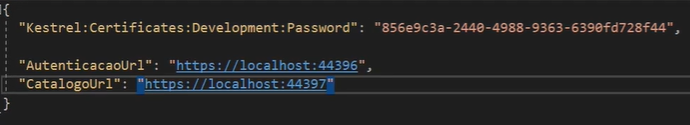 {
"Kestrel:Certificates:Development:Password": "856e9c3a-2440-4988-9363-6390fd728f44",
"AutenticacaoUrl": "https://localhost:44396",
"CatalogoUrl": "https://localhost:44397"
}